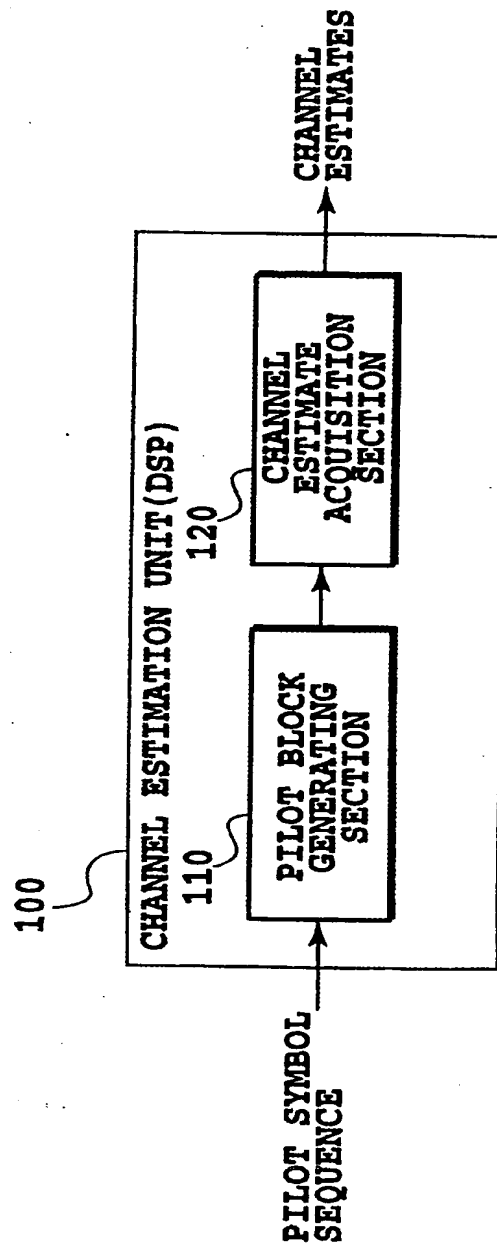 100
CHANNEL ESTIMATION UNIT(DSP)
110
120
PILOT SYMBOL
SEQUENCE
PILOT BLOCK
GENERATING
SECTION
CHANNEL
ESTIMATE
ACQUISITION
SECTION
CHANNEL
ESTIMATES